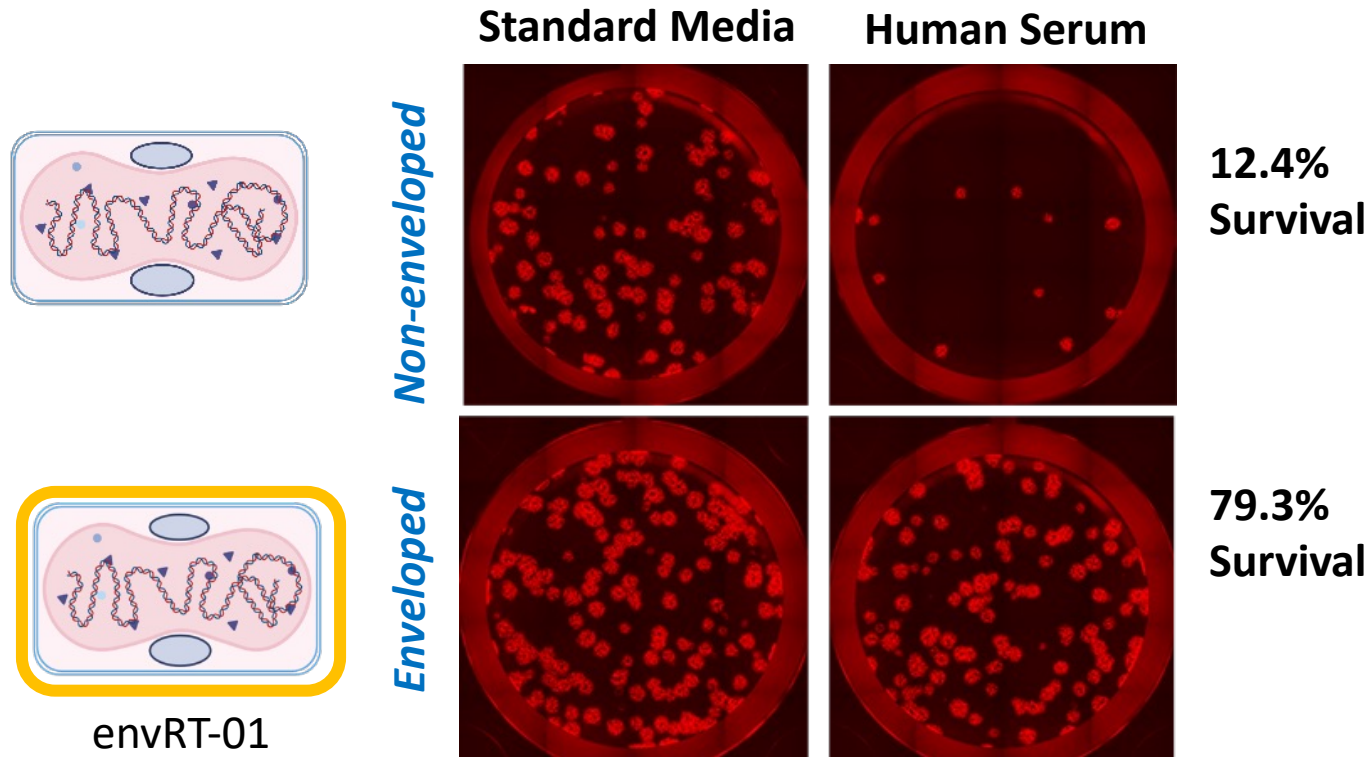 Standard Media
Human Serum
Non-enveloped
12.4%
Survival
Enveloped
79.3%
Survival
envRT-01